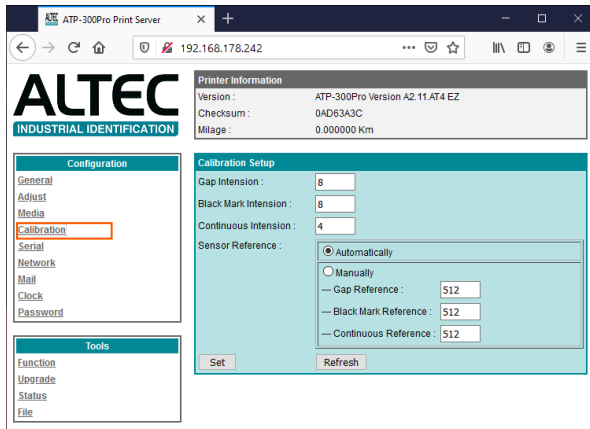 ATP-300Pro Print Server
192.168.178.242
ALTEC
INDUSTRIAL IDENTIFICATION
Printer Information
Version : ATP-300Pro Version A2.11.AT4 EZ
Checksum : 0AD63A3C
Milage : 0.000000 Km
Configuration
General
Adjust
Media
Calibration
Serial
Network
Mail
Clock
Password
Tools
Function
Upgrade
Status
File
Calibration Setup
Gap Intension : 8
Black Mark Intension : 8
Continuous Intension : 4
Sensor Reference :
Automatically
Manually
--- Gap Reference : 512
--- Black Mark Reference : 512
--- Continuous Reference : 512
Set Refresh